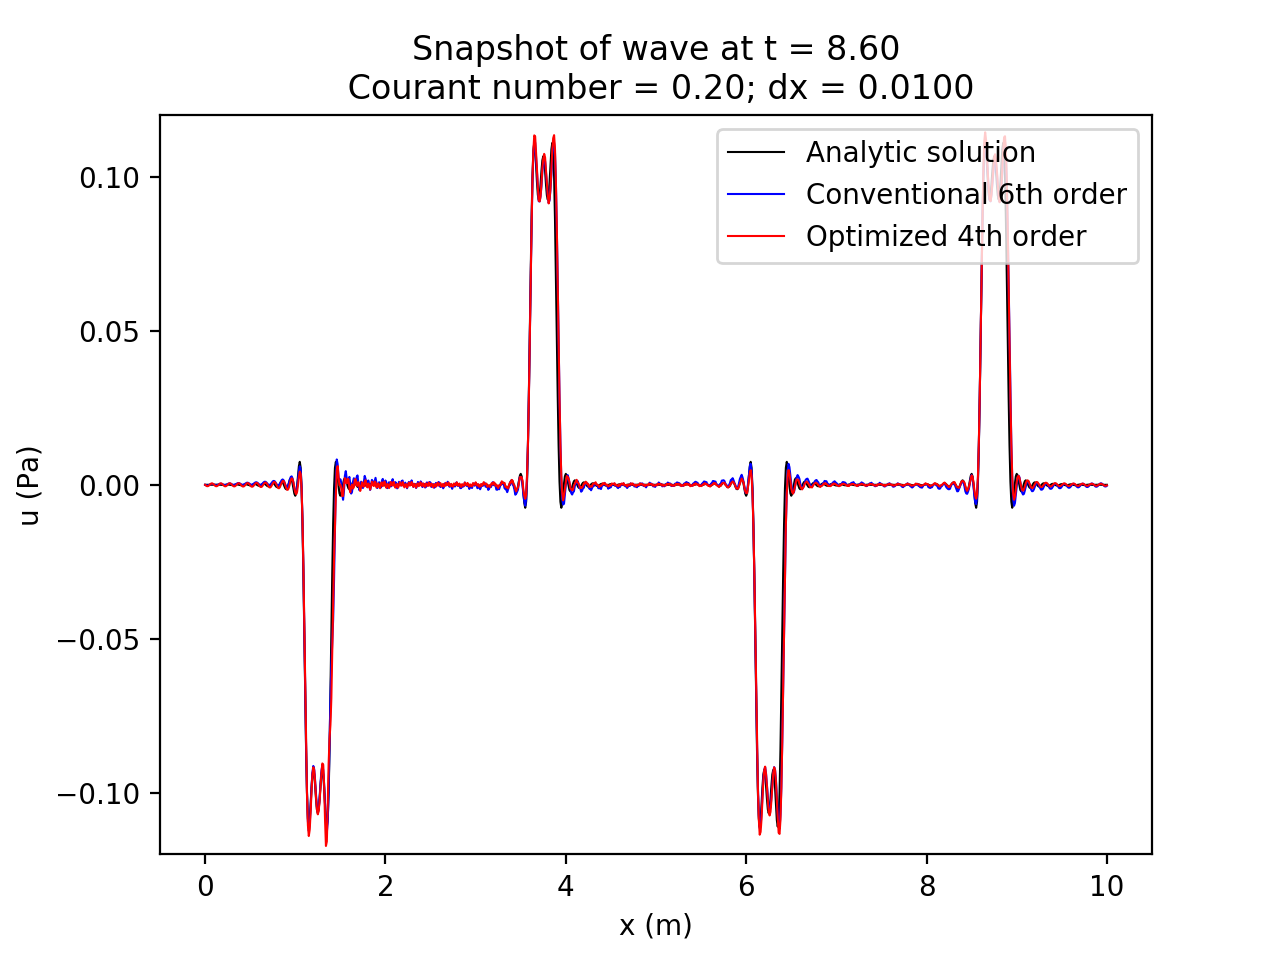 Snapshot of wave at t = 8.60
Courant number = 0.20; dx = 0.0100
Analytic solution
Conventional 6th order
Optimized 4th order
0.10
0.05
0.00
−0.05
−0.10
u (Pa)
0 2 4 6 8 10
x (m)